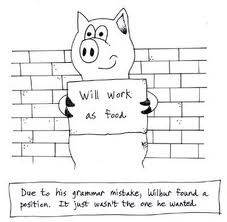 Will work
as food
Due to his grammar mistake, Wilbur found a
position. It just wasn't the one he wanted.